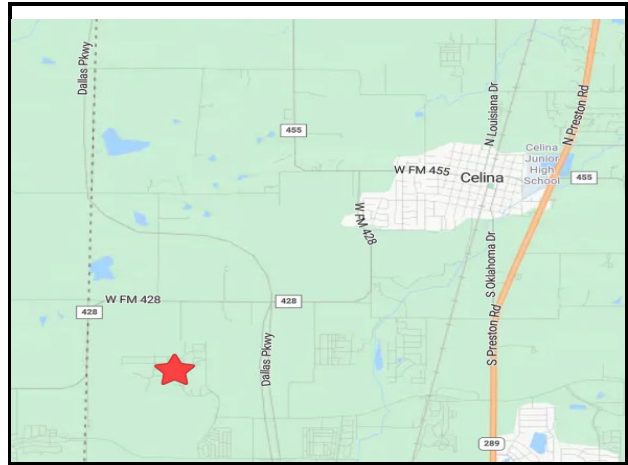 Dallas Pkwy
N Louisiana Dr
N Preston Rd
455
Celina
Junior
High
School
W FM 455
Celina
455
W FM 428
S Oklahoma Dr
W FM 428
428
428
S Preston Rd
Dallas Pkwy
289